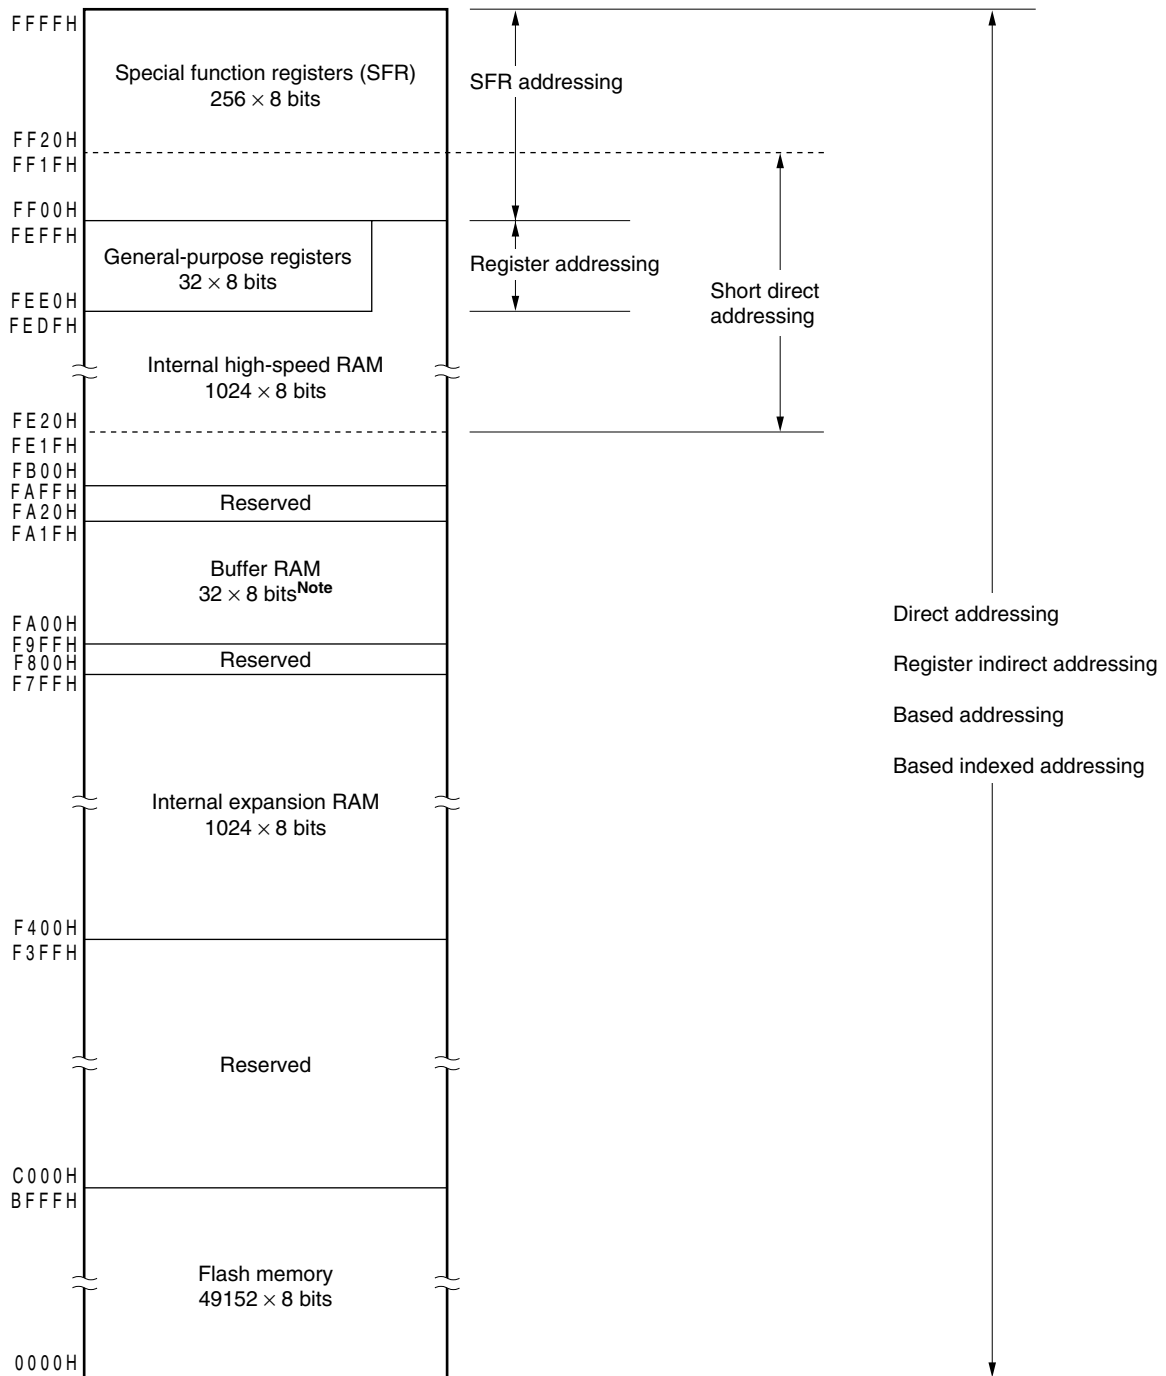 FFFFH
Special function registers (SFR)
256 × 8 bits
SFR addressing
FF20H
FF1FH
FF00H
FEFFH
General-purpose registers
32 × 8 bits
Register addressing
Short direct
addressing
FEE0H
FEDFH
Internal high-speed RAM
1024 × 8 bits
FE20H
FE1FH
FB00H
FAFFH
Reserved
FA20H
FA1FH
Buffer RAM
32 × 8 bitsNote
FA00H
F9FFH
Reserved
F800H
F7FFH
Direct addressing
Register indirect addressing
Based addressing
Based indexed addressing
Internal expansion RAM
1024 × 8 bits
F400H
F3FFH
Reserved
C000H
BFFFH
Flash memory
49152 × 8 bits
0000H